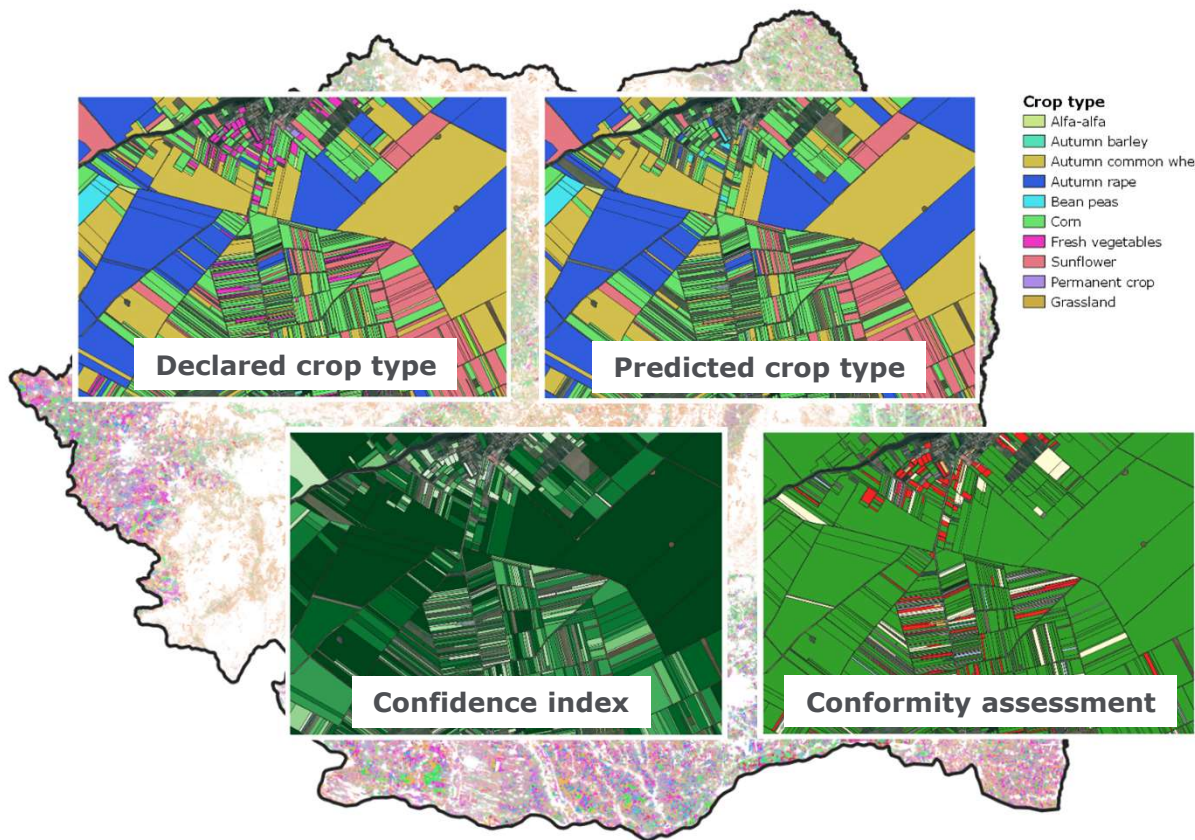 Crop type
Alfa-alfa
Autumn barley
Autumn common whe
Autumn rape
Bean peas
Corn
Fresh vegetables
Sunflower
Permanent crop
Grassland
Declared crop type
Predicted crop type
Confidence index
Conformity assessment